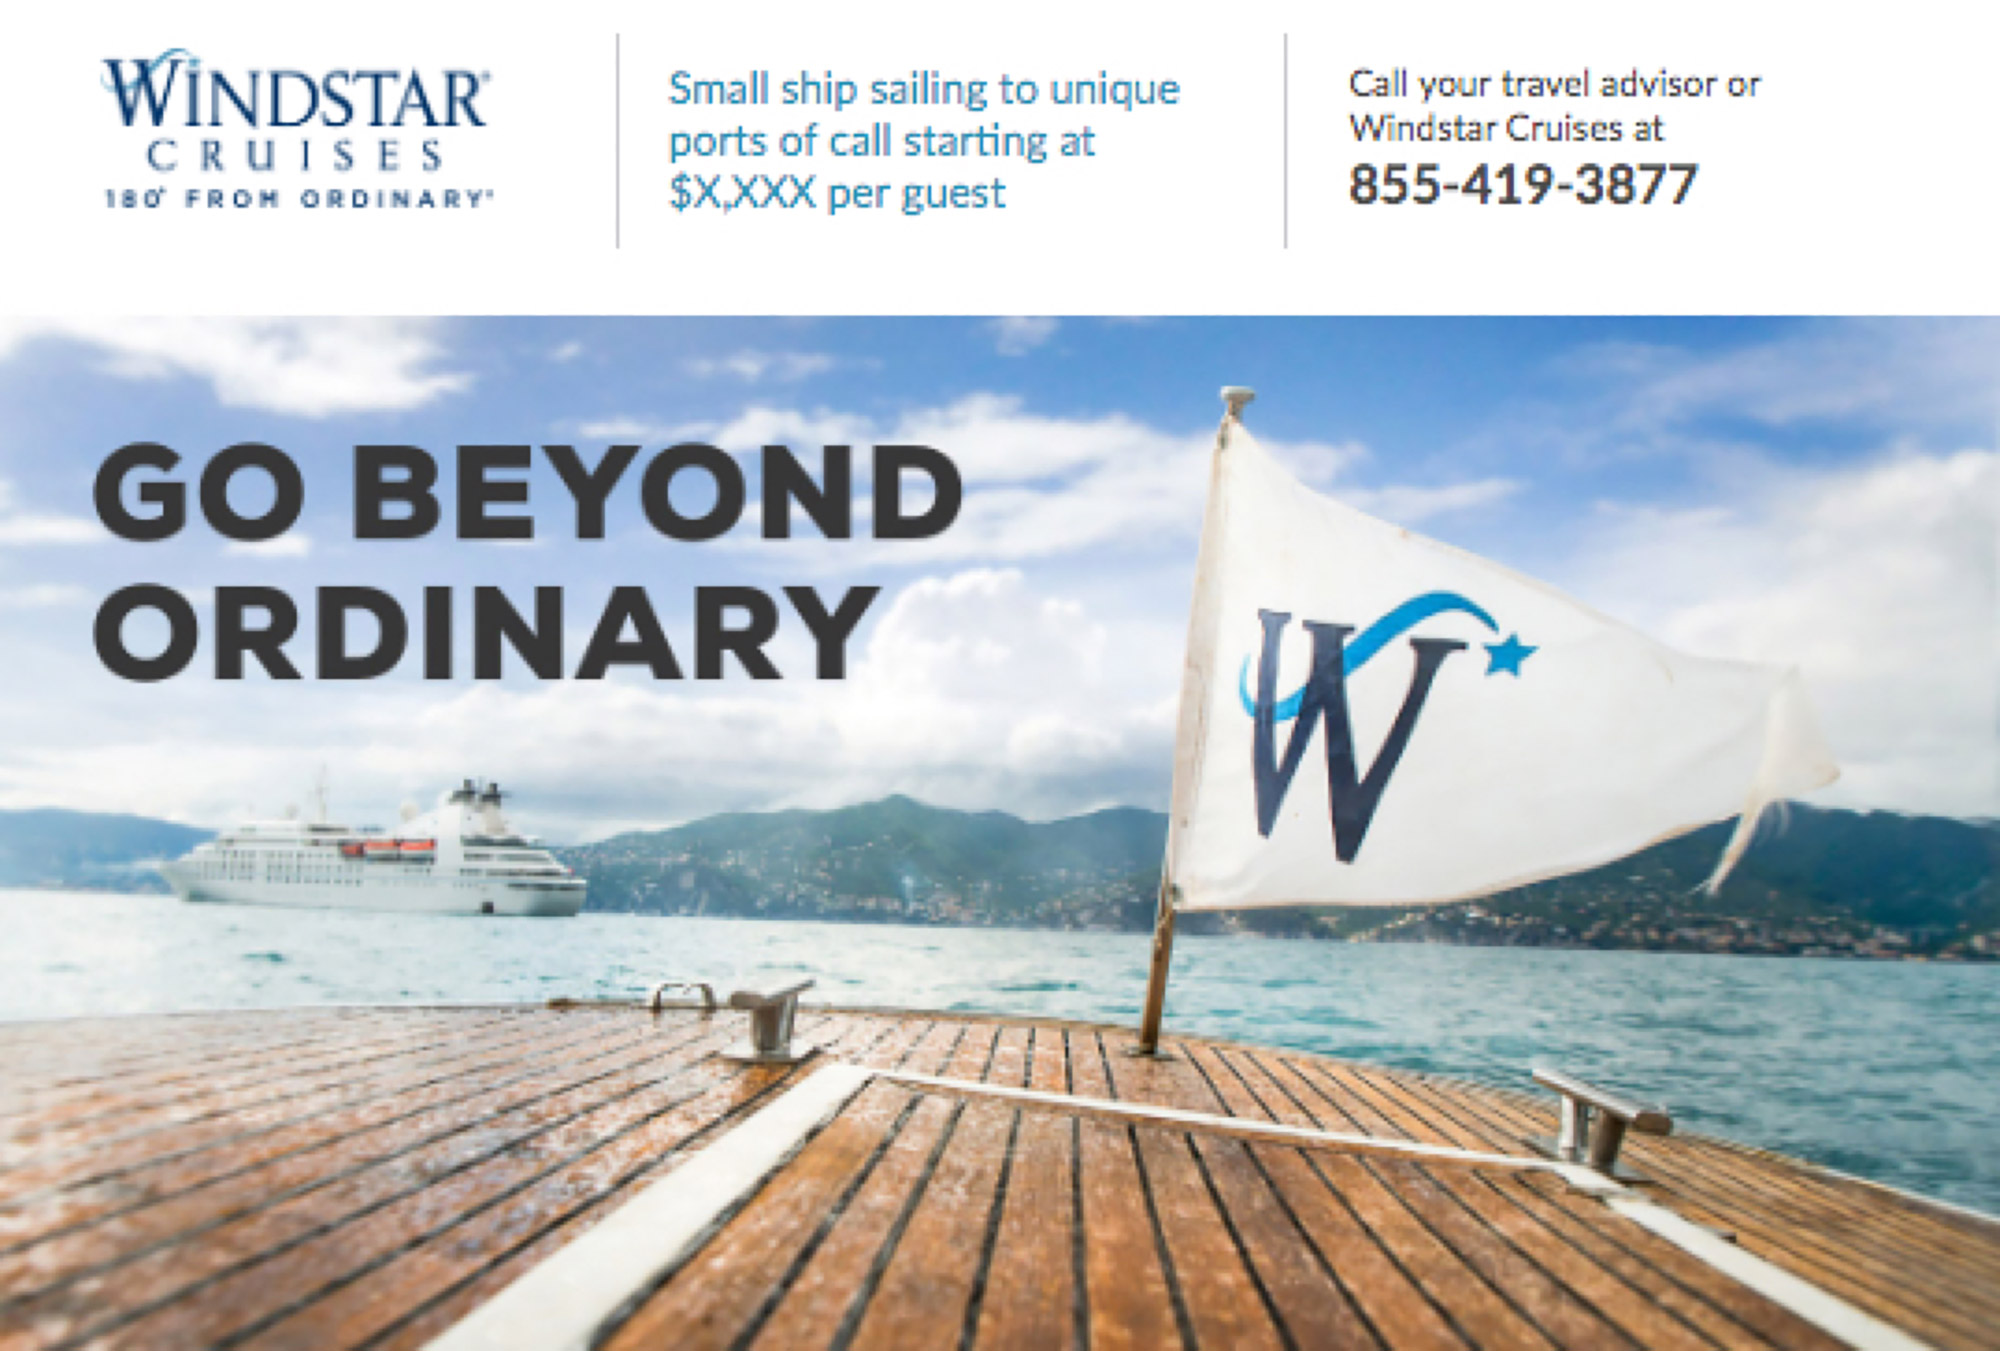 WINDSTAR®
CRUISES
180° FROM ORDINARY®
Small ship sailing to unique
ports of call starting at
$X,XXX per guest
Call your travel advisor or
Windstar Cruises at
855-419-3877
GO BEYOND
ORDINARY
W